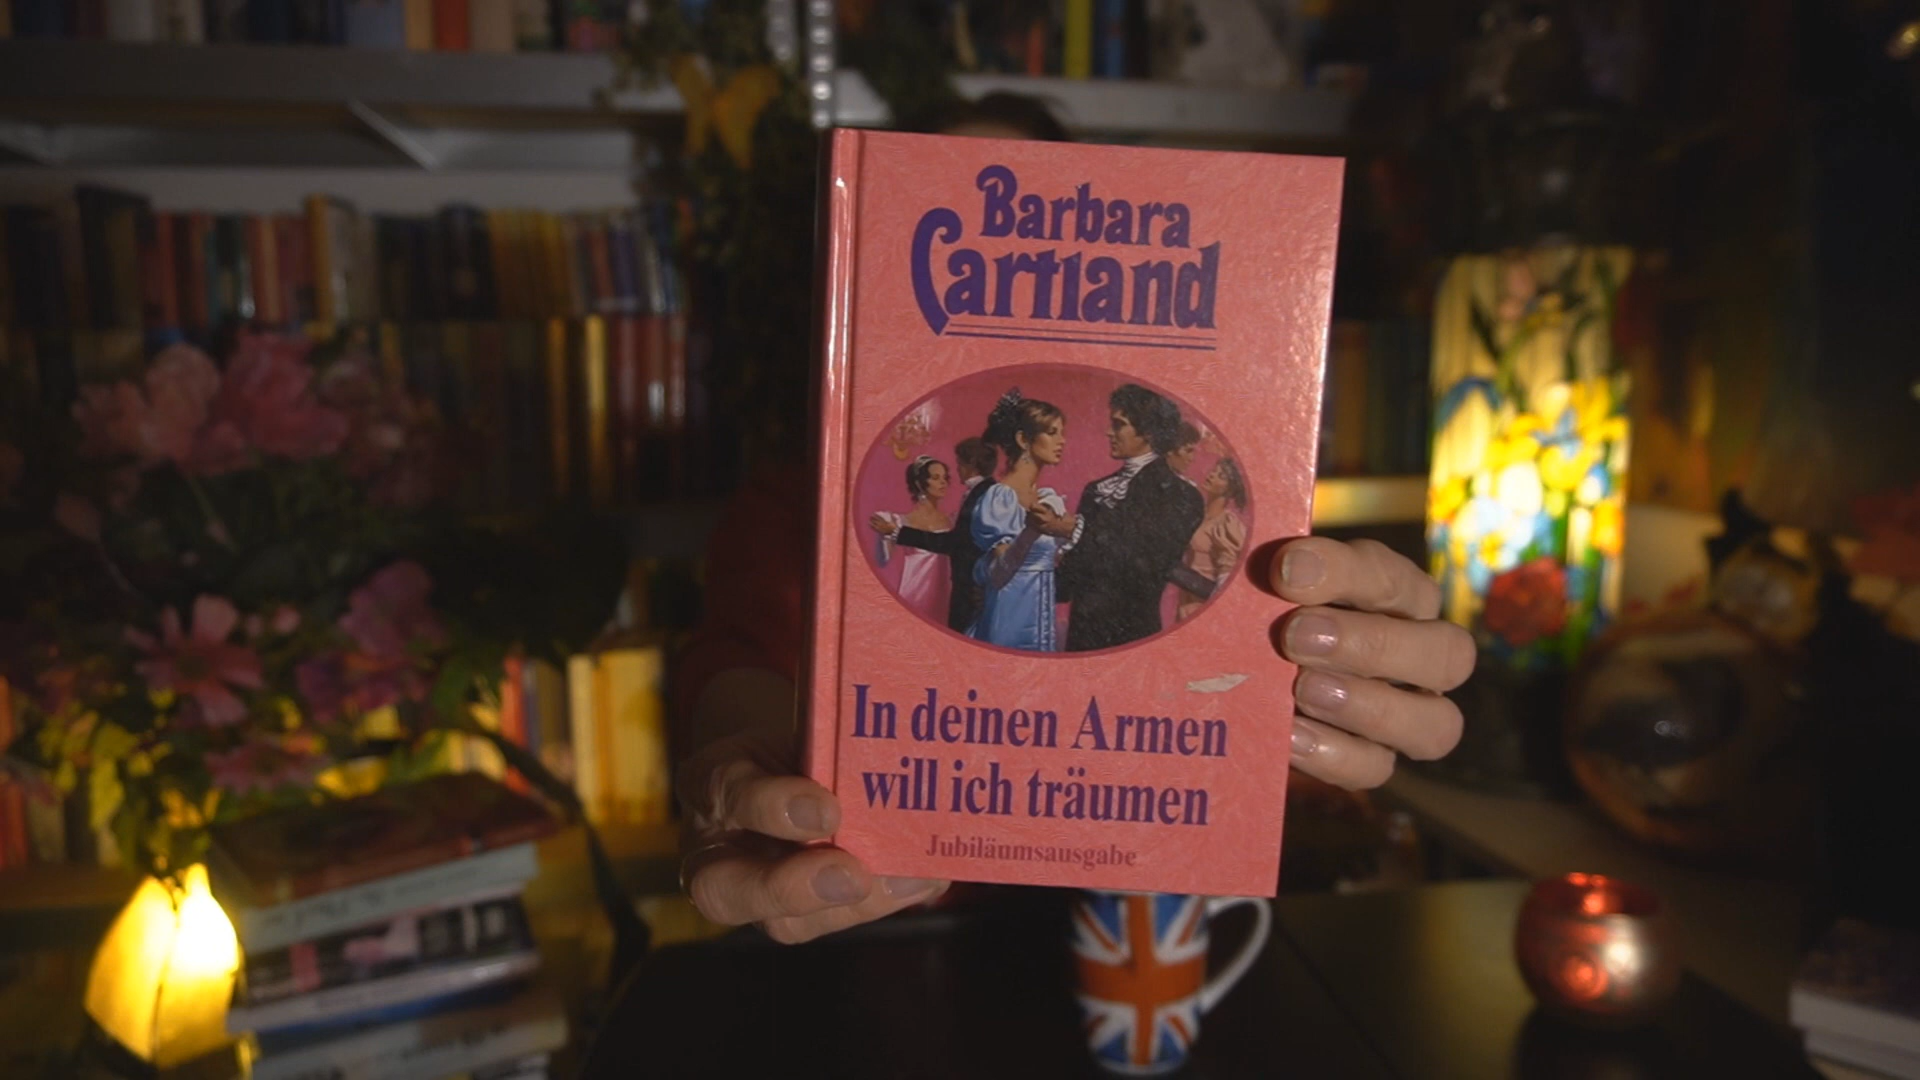 Barbara
Cartland
In deinen Armen
will ich träumen
Jubiläumsausgabe